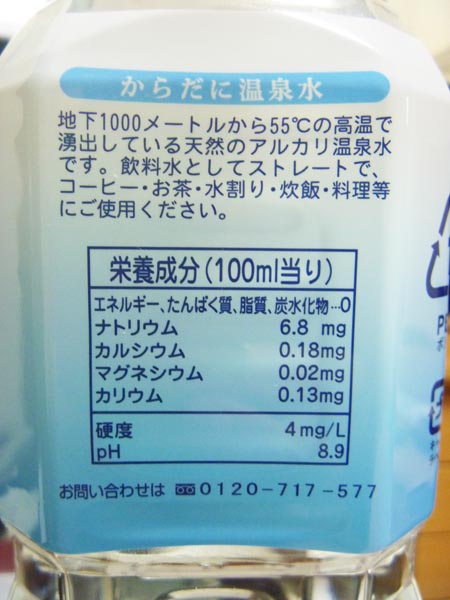 からだに温泉水
地下1000メートルから55℃の高温で
湧出している天然のアルカリ温泉水
です。飲料水としてストレートで、
コーヒー・お茶・水割り・炊飯・料理等
にご使用ください。
栄養成分(100ml当り)
エネルギー、たんぱく質、脂質、炭水化物…0
ナトリウム 6.8 mg
カルシウム 0.18mg
マグネシウム 0.02mg
カリウム 0.13mg
硬度 4mg/L
pH 8.9
お問い合わせは 0120-717-577